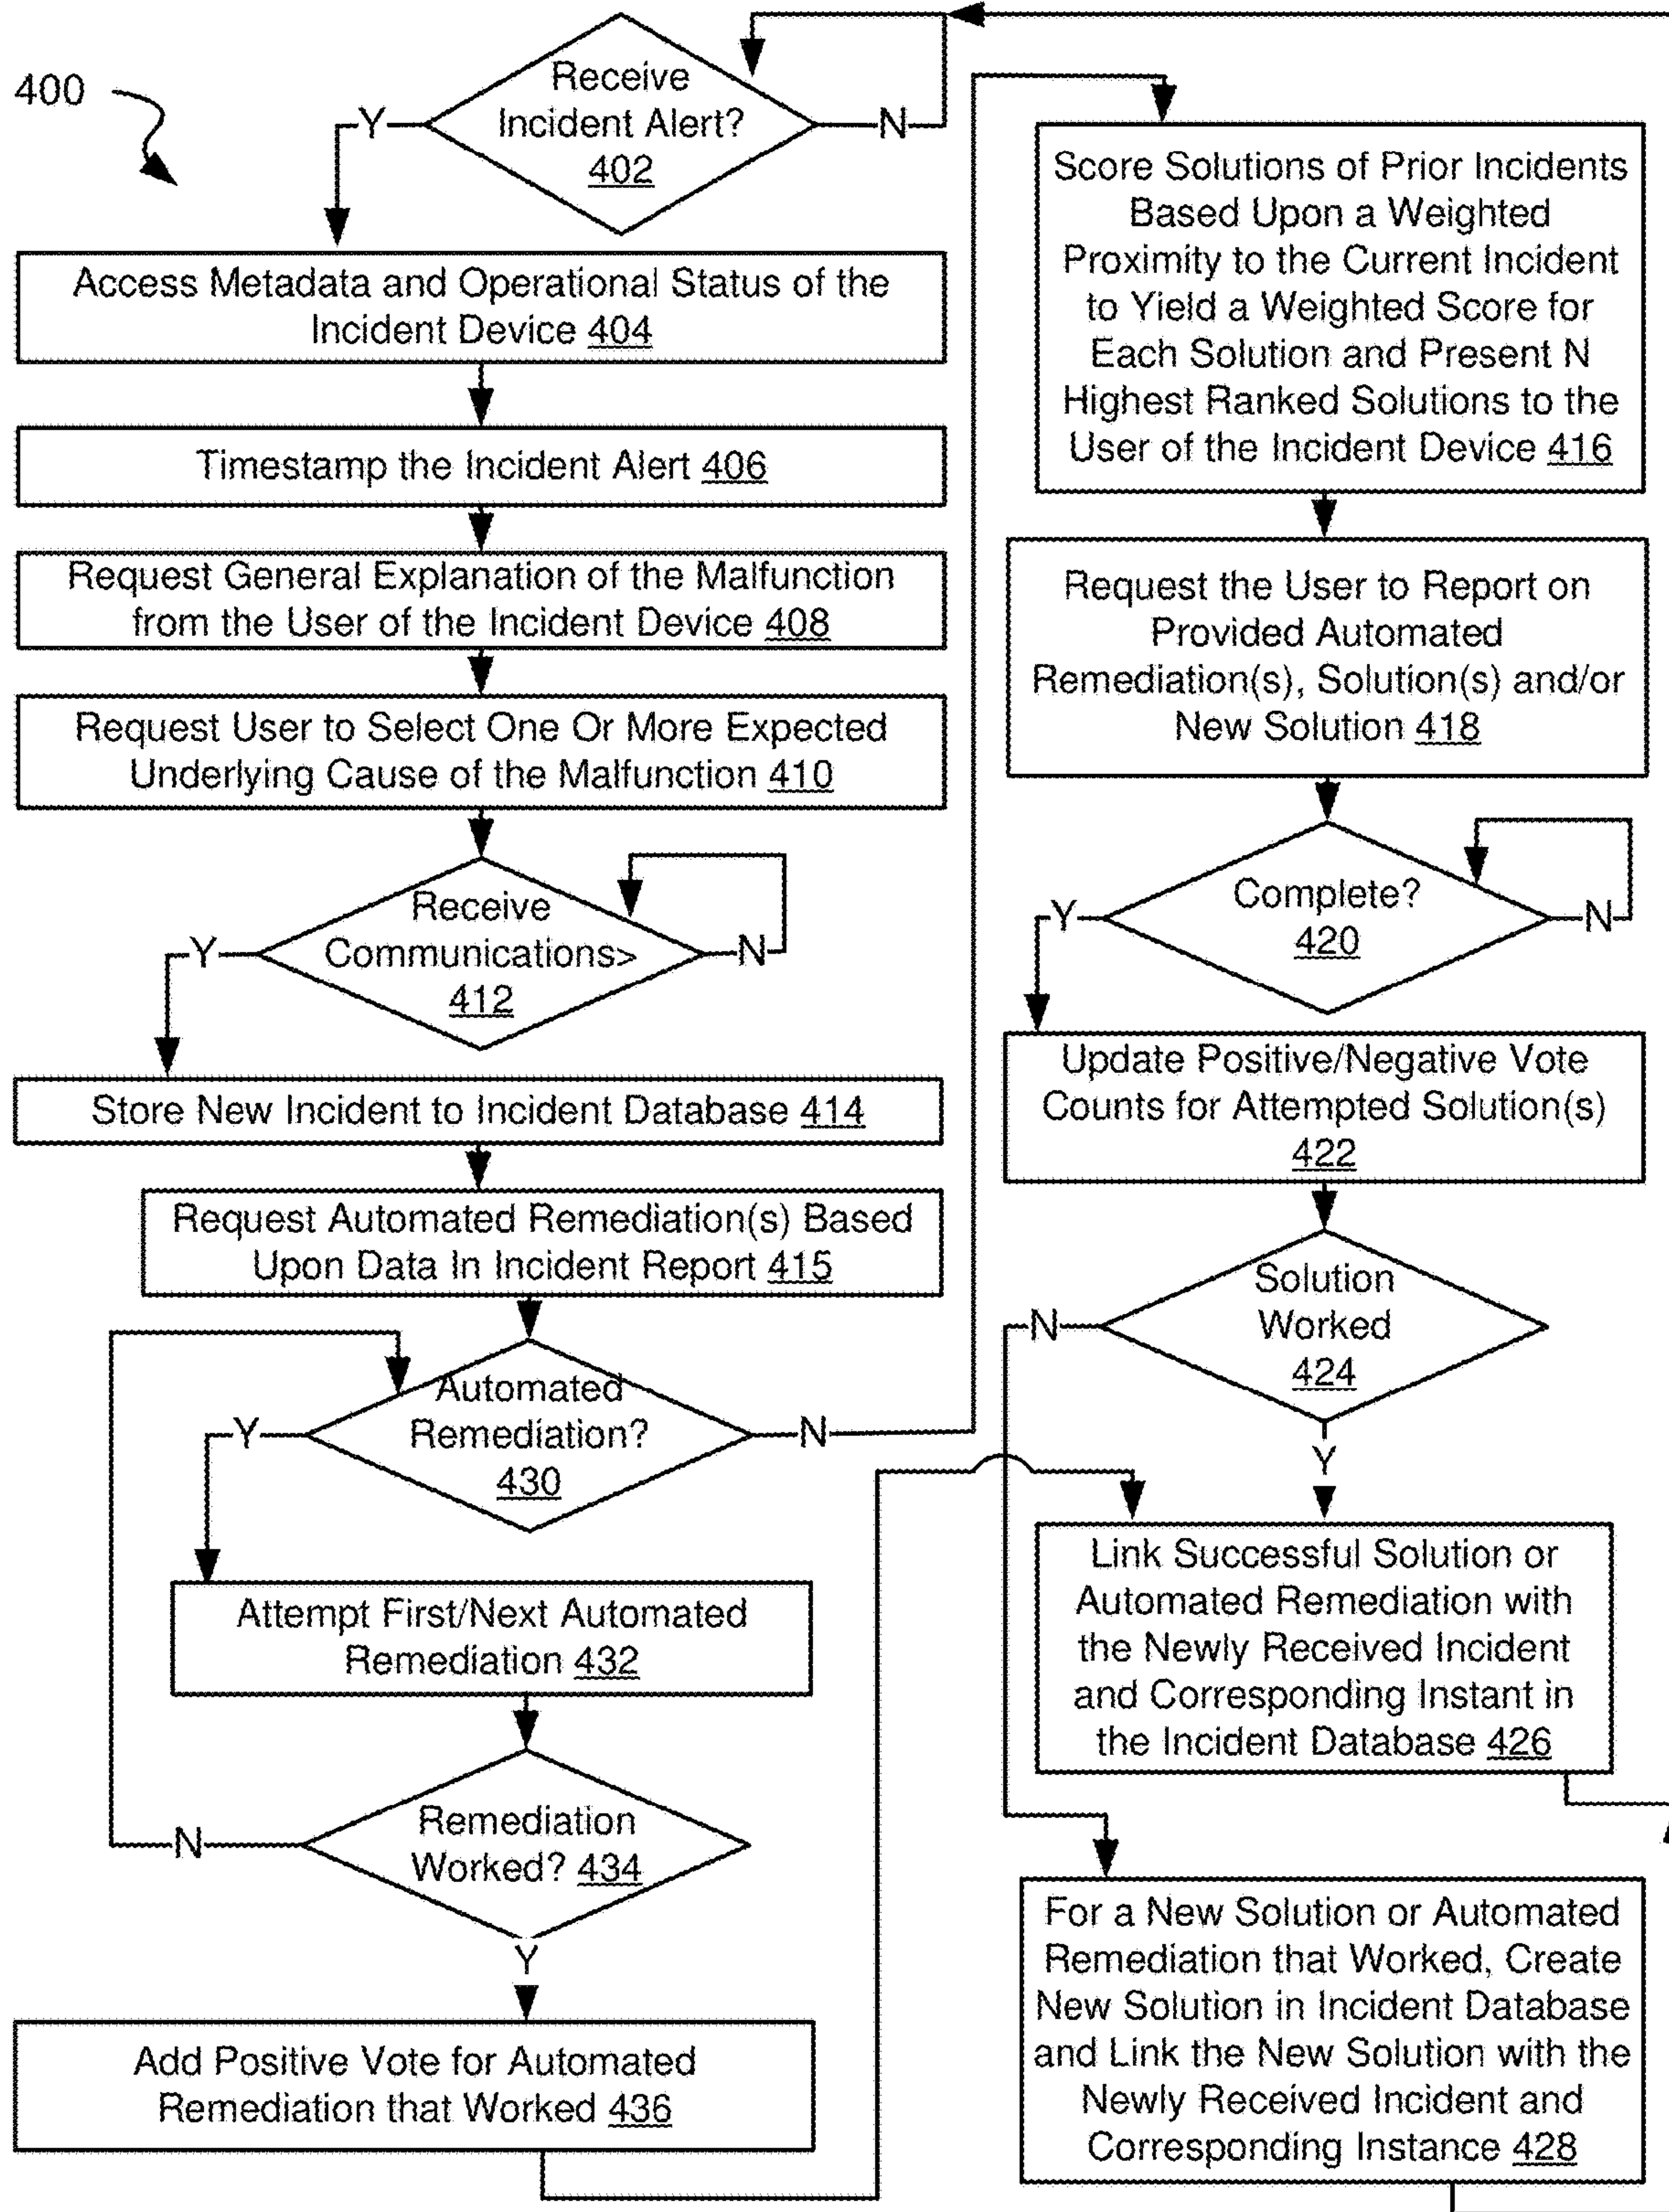 400
Receive
Incident Alert?
402
Y
N
Access Metadata and Operational Status of the
Incident Device 404
Timestamp the Incident Alert 406
Request General Explanation of the Malfunction
from the User of the Incident Device 408
Request User to Select One Or More Expected
Underlying Cause of the Malfunction 410
Receive
Communications>
412
Y
N
Store New Incident to Incident Database 414
Request Automated Remediation(s) Based
Upon Data In Incident Report 415
Automated
Remediation?
430
Y
N
Attempt First/Next Automated
Remediation 432
Remediation
Worked? 434
N
Y
Add Positive Vote for Automated
Remediation that Worked 436
Score Solutions of Prior Incidents
Based Upon a Weighted
Proximity to the Current Incident
to Yield a Weighted Score for
Each Solution and Present N
Highest Ranked Solutions to the
User of the Incident Device 416
Request the User to Report on
Provided Automated
Remediation(s), Solution(s) and/or
New Solution 418
Complete?
420
Y
N
Update Positive/Negative Vote
Counts for Attempted Solution(s)
422
Solution
Worked
424
N
Y
Link Successful Solution or
Automated Remediation with
the Newly Received Incident
and Corresponding Instant in
the Incident Database 426
For a New Solution or Automated
Remediation that Worked, Create
New Solution in Incident Database
and Link the New Solution with the
Newly Received Incident and
Corresponding Instance 428